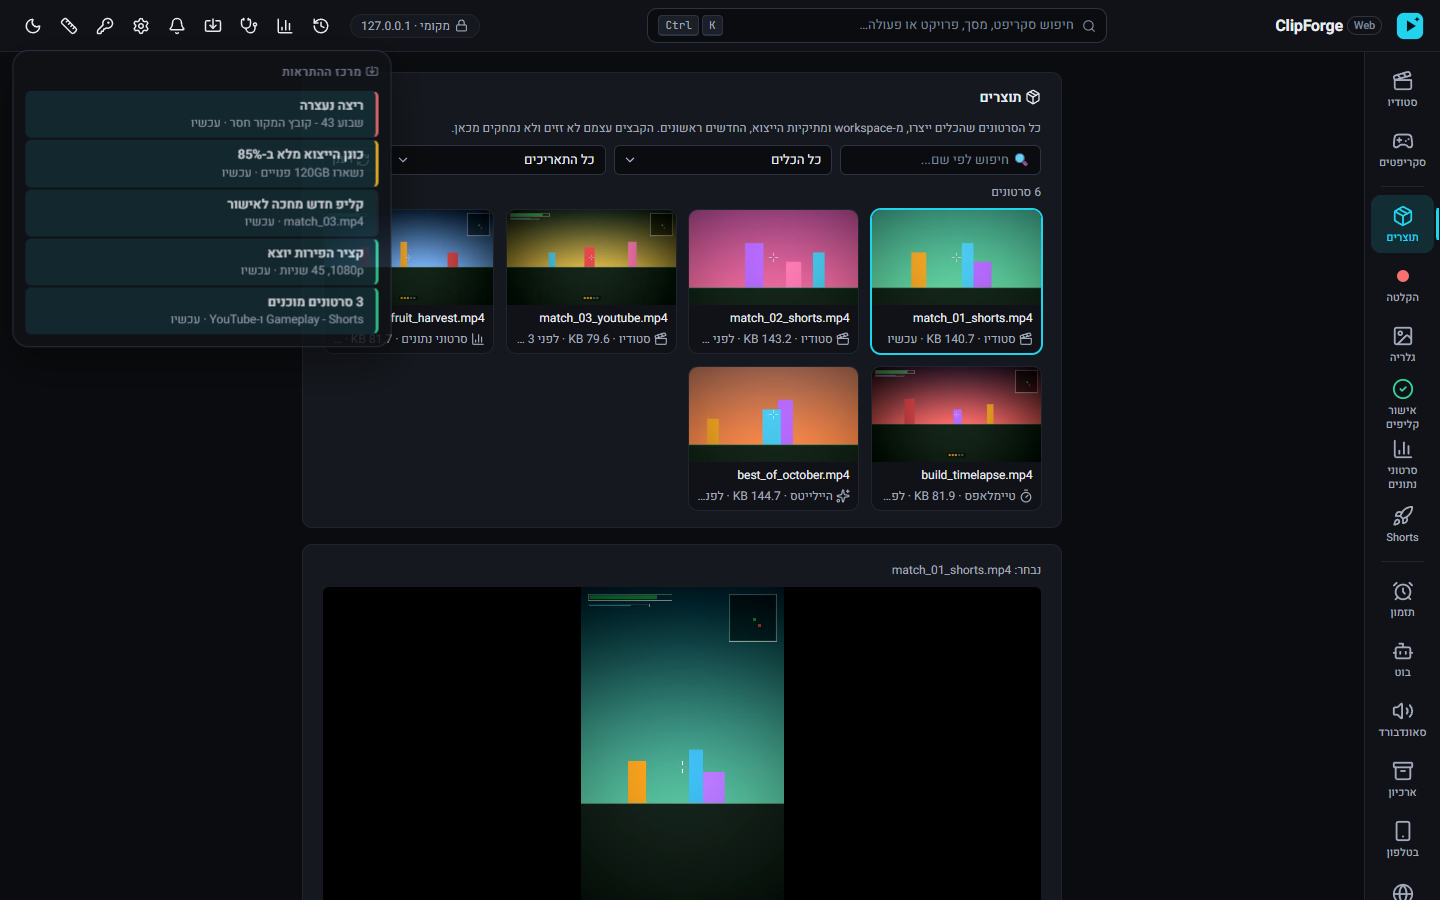 ClipForge Web
חיפוש סקריפט, מסך, פרויקט או פעולה...
Ctrl K
מקומי · 127.0.0.1
מרכז ההתראות
ריצה נעצרה
שבוע 43 - קובץ המקור חסר · עכשיו
כונן הייצוא מלא ב-85%
נשארו 120GB פנויים · עכשיו
קליפ חדש מחכה לאישור
match_03.mp4 · עכשיו
קציר הפירות יוצא
1080p, 45 שניות · עכשיו
3 סרטונים מוכנים
Gameplay - Shorts ו-YouTube · עכשיו
תוצרים
כל הסרטונים שהכלים ייצרו, מ-workspace ומתיקיות הייצוא, החדשים ראשונים. הקבצים עצמם לא זזים ולא נמחקים מכאן.
חיפוש לפי שם...
כל הכלים
כל התאריכים
6 סרטונים
match_01_shorts.mp4
סטודיו · 140.7 KB · עכשיו
match_02_shorts.mp4
סטודיו · 143.2 KB · לפני ...
match_03_youtube.mp4
סטודיו · 79.6 KB · לפני 3 ...
fruit_harvest.mp4
סרטוני נתונים · 81.7 KB · ...
build_timelapse.mp4
טיימלאפס · 81.9 KB · לפ...
best_of_october.mp4
היילייטס · 144.7 KB · לפנ...
נבחר: match_01_shorts.mp4
סטודיו
סקריפטים
תוצרים
הקלטה
גלריה
אישור
קליפים
סרטוני
נתונים
Shorts
תזמון
בוט
סאונדבורד
ארכיון
בטלפון